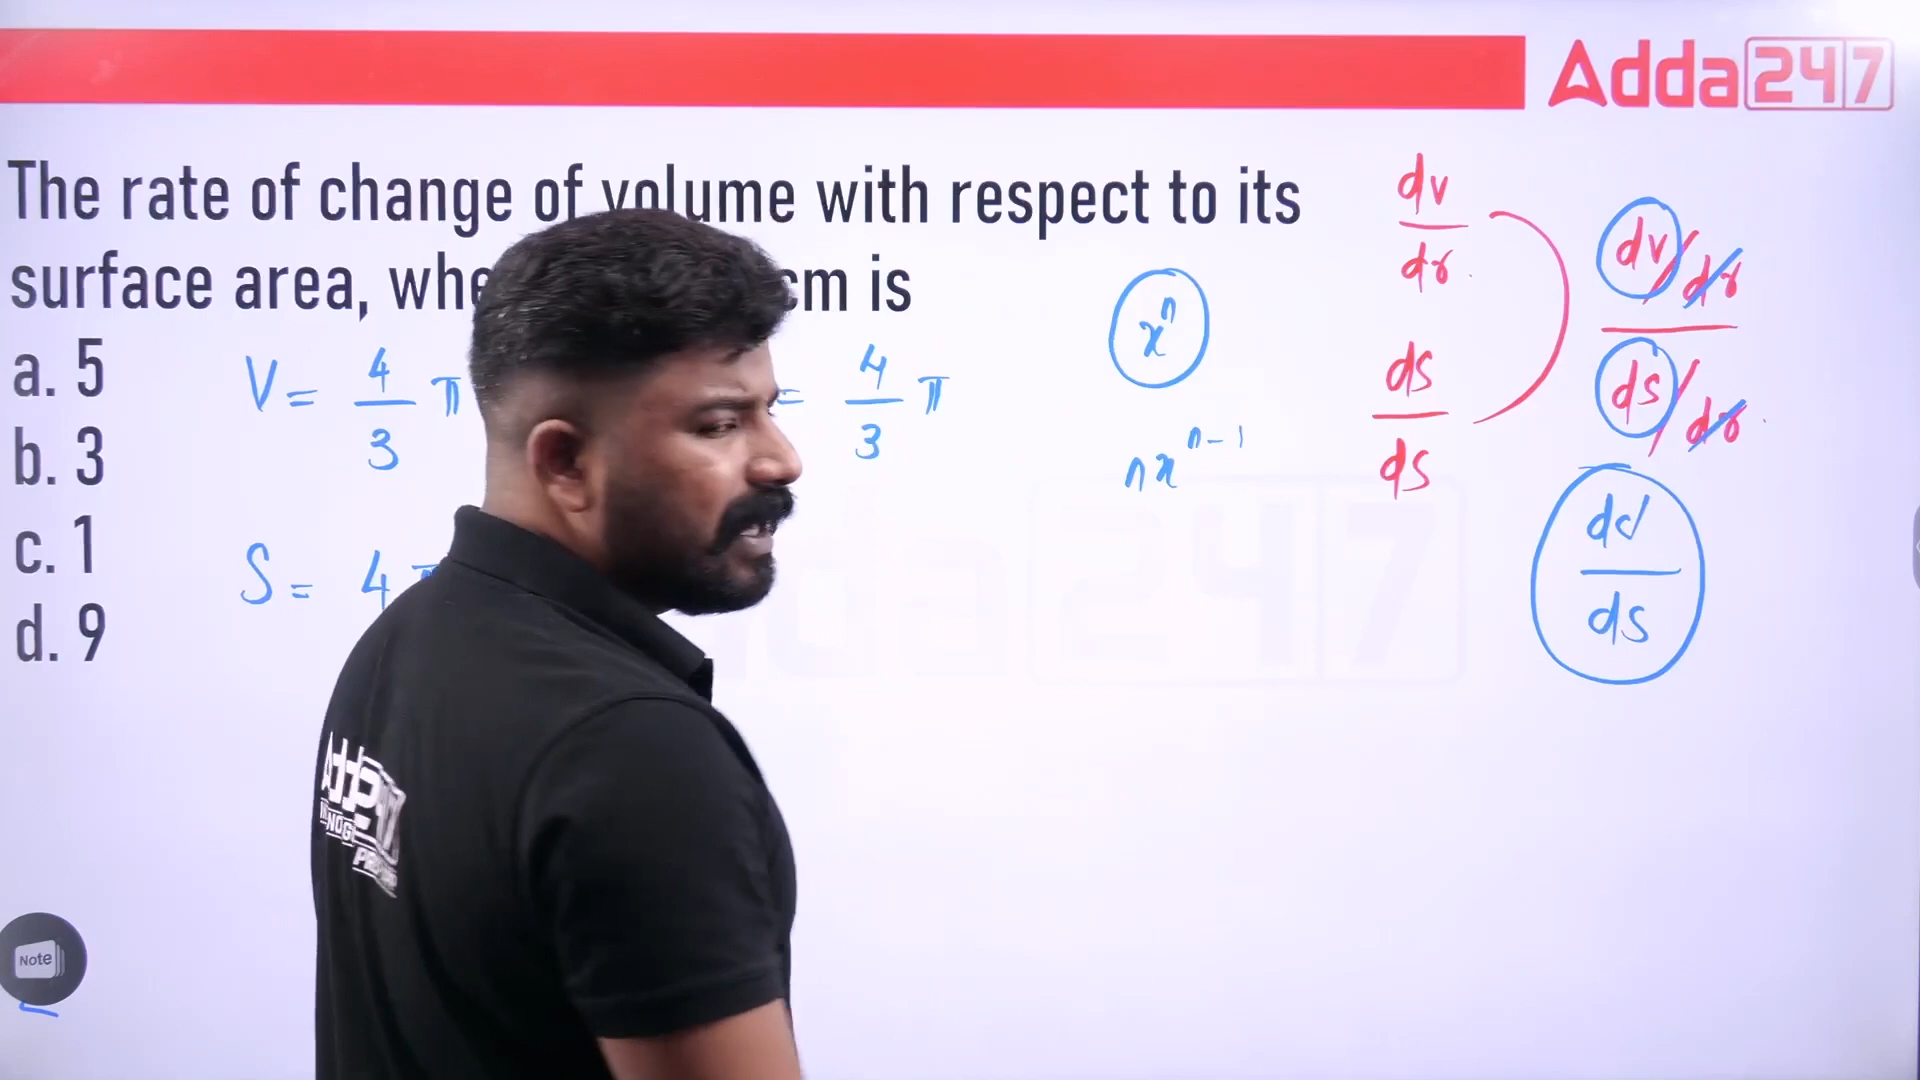 Adda247
The rate of change of volume with respect to its
surface area, cm is
a. 5
b. 3
c. 1
d. 9
V = 4/3 π
= 4/3 π
S = 4
x^n
nx^{n-1}
dv/dr
ds/ds
dv/dr
ds/dr
dv/ds
Note